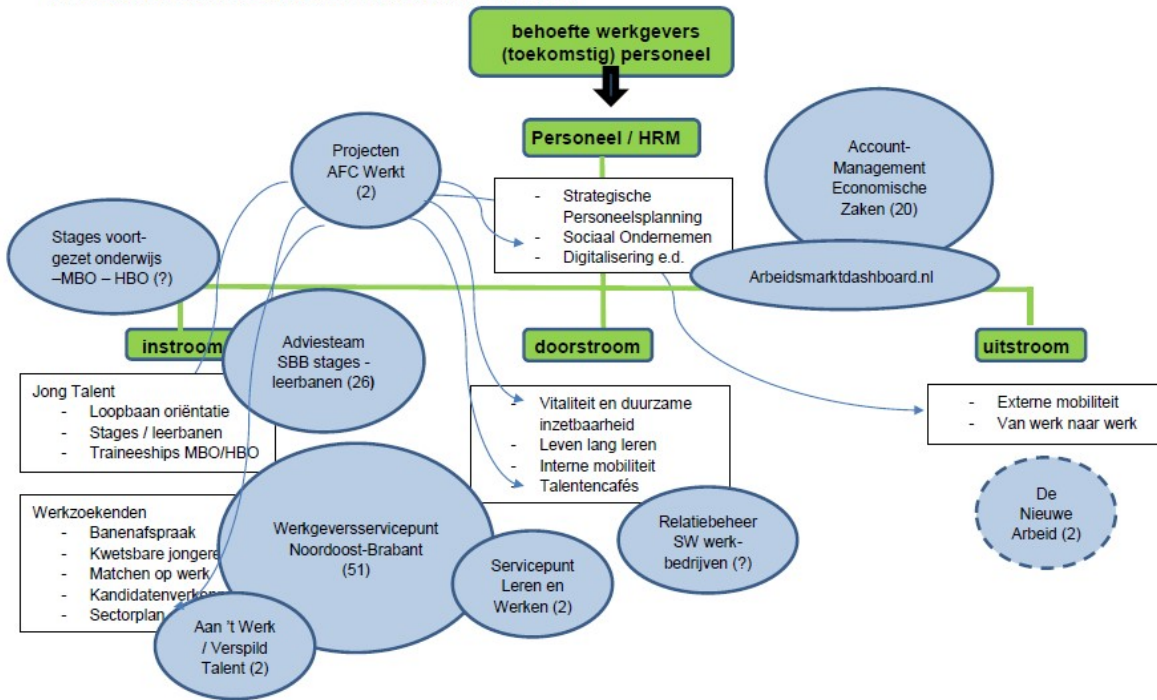 behoefte werkgevers
(toekomstig) personeel
Personeel / HRM
Projecten
AFC Werkt
(2)
Account-
Management
Economische
Zaken (20)
- Strategische
Personeelsplanning
- Sociaal Ondernemen
- Digitalisering e.d.
Stages voort-
gezet onderwijs
–MBO – HBO (?)
Arbeidsmarktdashboard.nl
instroom
Adviesteam
SBB stages -
leerbanen (26)
doorstroom
uitstroom
Jong Talent
- Loopbaan oriëntatie
- Stages / leerbanen
- Traineeships MBO/HBO
- Vitaliteit en duurzame
inzetbaarheid
- Leven lang leren
- Interne mobiliteit
- Talentencafés
- Externe mobiliteit
- Van werk naar werk
Werkzoekenden
- Banenafspraak
- Kwetsbare jongere
- Matchen op werk
-
- Sectorplan
Werkgeversservicepunt
Noordoost-Brabant
(51)
Servicepunt
Leren en
Werken (2)
Relatiebeheer
SW werk-
bedrijven (?)
De
Nieuwe
Arbeid (2)
Aan 't Werk
/ Verspild
Talent (2)